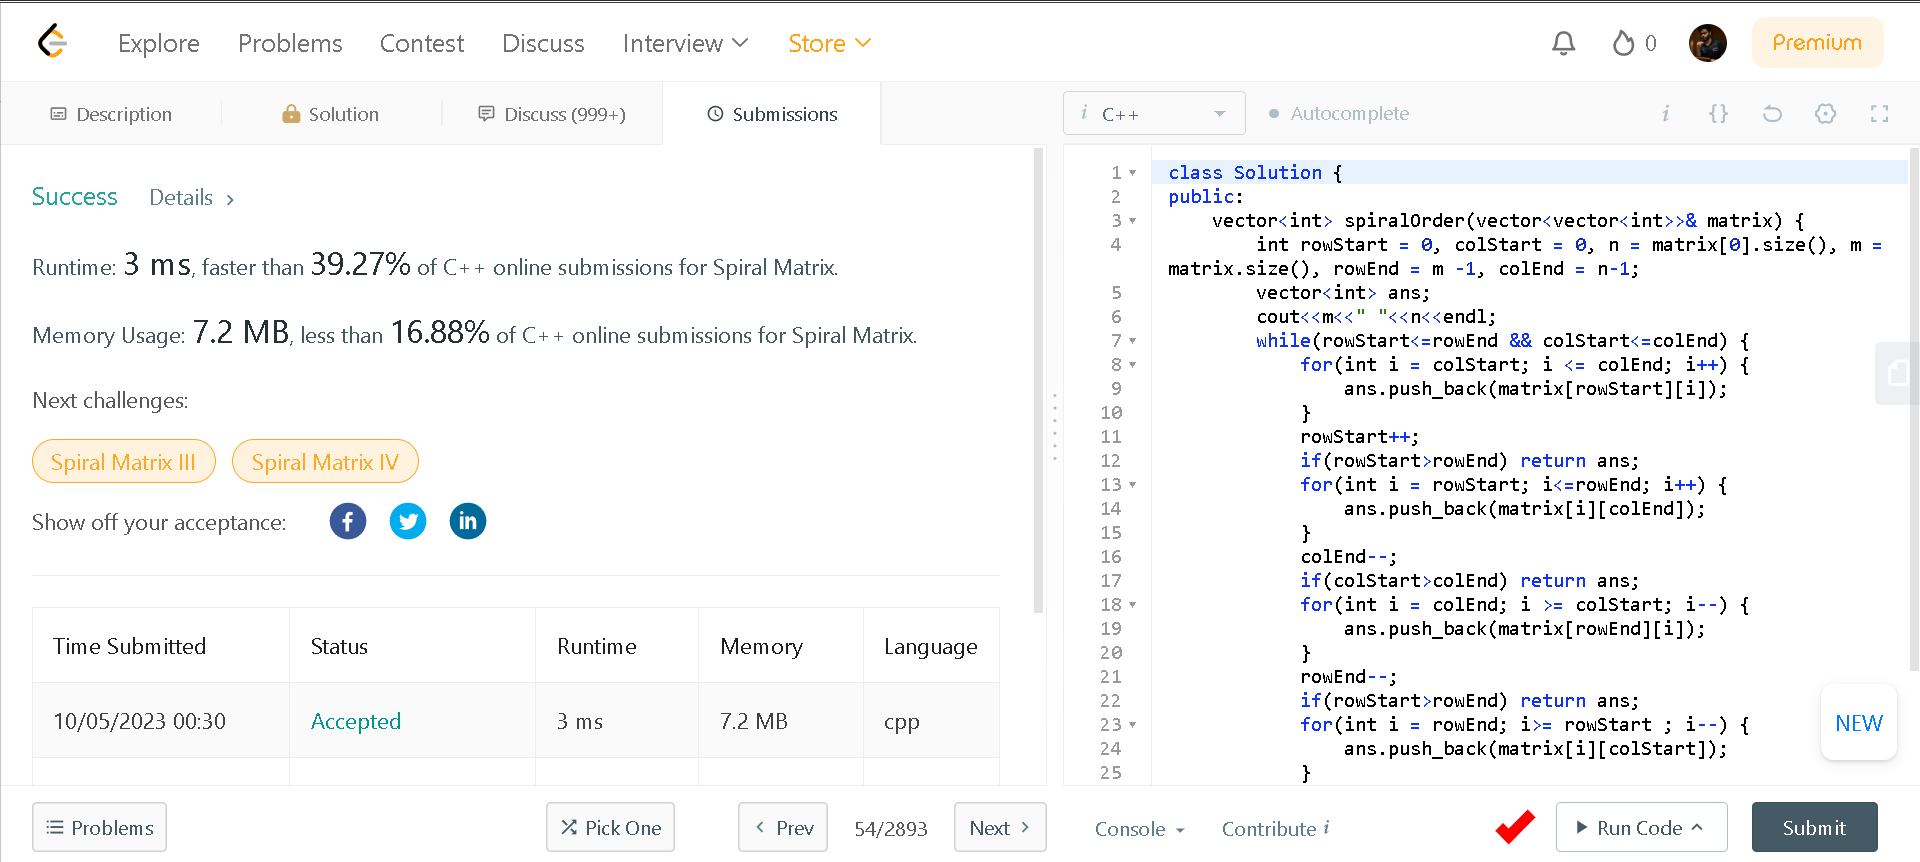 Explore Problems Contest Discuss Interview Store 0 Premium
Description Solution Discuss (999+) Submissions
Success Details >
Runtime: 3 ms, faster than 39.27% of C++ online submissions for Spiral Matrix.
Memory Usage: 7.2 MB, less than 16.88% of C++ online submissions for Spiral Matrix.
Next challenges:
Spiral Matrix III Spiral Matrix IV
Show off your acceptance: f in
Time Submitted Status Runtime Memory Language
10/05/2023 00:30 Accepted 3 ms 7.2 MB cpp
Problems Pick One < Prev 54/2893 Next >
i C++ Autocomplete i {}
1 class Solution {
2 public:
3 vector<int> spiralOrder(vector<vector<int>>& matrix) {
4 int rowStart = 0, colStart = 0, n = matrix[0].size(), m =
matrix.size(), rowEnd = m -1, colEnd = n-1;
5 vector<int> ans;
6 cout<<m<<" "<<n<<endl;
7 while(rowStart<=rowEnd && colStart<=colEnd) {
8 for(int i = colStart; i <= colEnd; i++) {
9 ans.push_back(matrix[rowStart][i]);
10 }
11 rowStart++;
12 if(rowStart>rowEnd) return ans;
13 for(int i = rowStart; i<=rowEnd; i++) {
14 ans.push_back(matrix[i][colEnd]);
15 }
16 colEnd--;
17 if(colStart>colEnd) return ans;
18 for(int i = colEnd; i >= colStart; i--) {
19 ans.push_back(matrix[rowEnd][i]);
20 }
21 rowEnd--;
22 if(rowStart>rowEnd) return ans;
23 for(int i = rowEnd; i>= rowStart ; i--) {
24 ans.push_back(matrix[i][colStart]);
25 }
NEW
Console Contribute i Run Code Submit